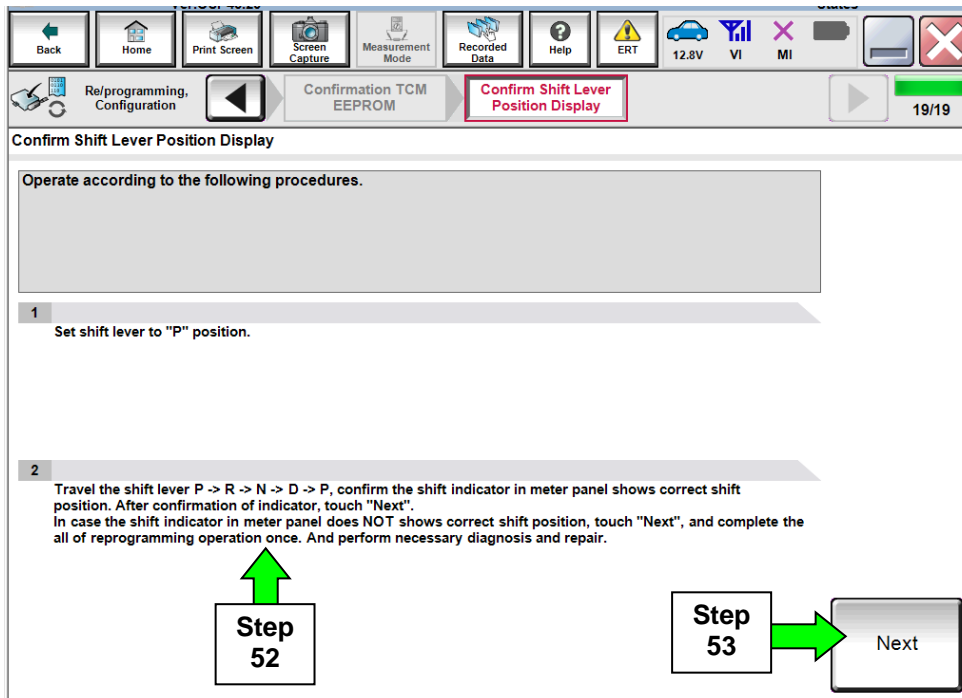 Back
Home
Print Screen
Screen
Capture
Measurement
Mode
Recorded
Data
Help
ERT
12.8V
VI
MI
Re/programming,
Configuration
Confirmation TCM
EEPROM
Confirm Shift Lever
Position Display
19/19
Confirm Shift Lever Position Display
Operate according to the following procedures.
1
Set shift lever to "P" position.
2
Travel the shift lever P -> R -> N -> D -> P, confirm the shift indicator in meter panel shows correct shift
position. After confirmation of indicator, touch "Next".
In case the shift indicator in meter panel does NOT shows correct shift position, touch "Next", and complete the
all of reprogramming operation once. And perform necessary diagnosis and repair.
Step
52
Step
53
Next